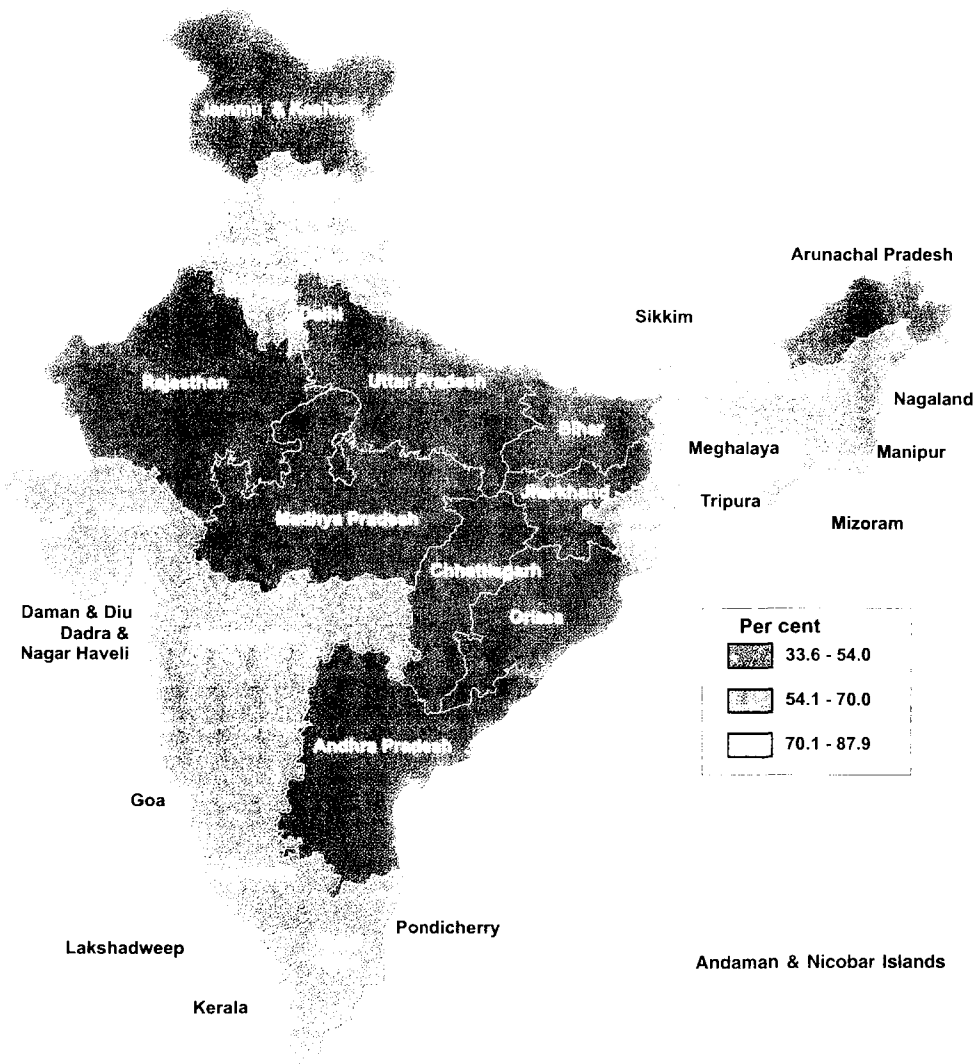 Jammu & Kashmir
Arunachal Pradesh
Sikkim
Delhi
Rajasthan
Uttar Pradesh
Nagaland
Bihar
Meghalaya
Manipur
Jharkhand
Tripura
Madhya Pradesh
Mizoram
Chhattisgarh
Daman & Diu
Dadra &
Nagar Haveli
Orissa
Per cent
33.6 - 54.0
54.1 - 70.0
70.1 - 87.9
Andhra Pradesh
Goa
Pondicherry
Lakshadweep
Andaman & Nicobar Islands
Kerala